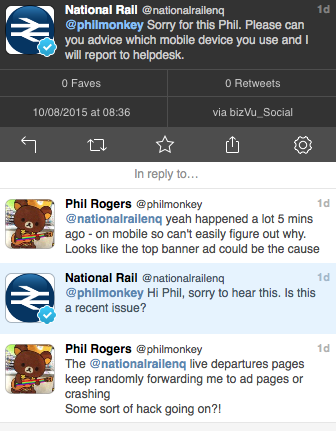 National Rail @nationalrailenq 1d
@philmonkey Sorry for this Phil. Please can
you advice which mobile device you use and I
will report to helpdesk.
0 Faves
0 Retweets
10/08/2015 at 08:36
via bizVu_Social
In reply to...
Phil Rogers @philmonkey 1d
@nationalrailenq yeah happened a lot 5 mins
ago - on mobile so can't easily figure out why.
Looks like the top banner ad could be the cause
National Rail @nationalrailenq 1d
@philmonkey Hi Phil, sorry to hear this. Is this
a recent issue?
Phil Rogers @philmonkey 1d
The @nationalrailenq live departures pages
keep randomly forwarding me to ad pages or
crashing
Some sort of hack going on?!